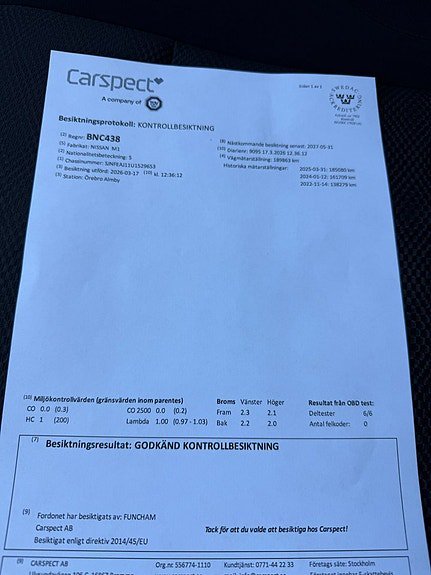 Carspect
A company of
Sidan 1 av 1
SWEDAC
ACKREDITERING
Besiktningsprotokoll: KONTROLLBESIKTNING
(2) Regnr: BNC438
(5) Fabrikat: NISSAN M1
(2) Nationalitetsbeteckning: S
(1) Chassinummer: SJNFEAJ11U1529653
(3) Besiktning utförd: 2026-03-17 (10) kl. 12:36:12
(3) Station: Örebro Almby
(8) Nästkommande besiktning senast: 2027-05-31
(10) Diarienr: 9095 17.3.2026 12.36.12
(4) Vägmätarställning: 189863 km
Historiska mätarställningar: 2025-03-31: 185080 km
2024-01-12: 161709 km
2022-11-14: 138279 km
(10) Miljökontrollvärden (gränsvärden inom parentes)
CO 0.0 (0.3) CO 2500 0.0 (0.2)
HC 1 (200) Lambda 1.00 (0.97 - 1.03)
Broms Vänster Höger
Fram 2.3 2.1
Bak 2.2 2.0
Resultat från OBD test:
Deltester 6/6
Antal felkoder: 0
(7) Besiktningsresultat: GODKÄND KONTROLLBESIKTNING
(9) Fordonet har besiktats av: FUNCHAM
Carspect AB
Besiktat enligt direktiv 2014/45/EU
Tack för att du valde att besiktiga hos Carspect!
(9) CARSPECT AB Org.nr 556774-1110 Kundtjänst: 0771-44 22 33 Företags säte: Stockholm